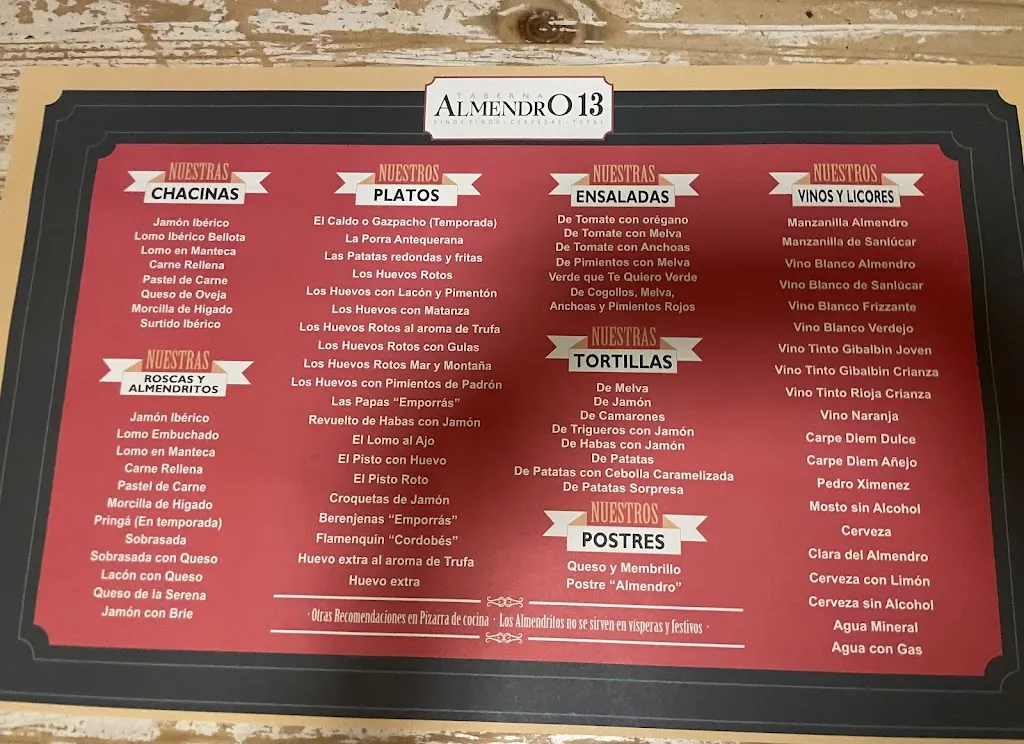 TABERNA
ALMENDRO 13
FINOS FINOS • CERVEZAS • TAPAS
NUESTRAS
CHACINAS
Jamón Ibérico
Lomo Ibérico Bellota
Lomo en Manteca
Carne Rellena
Pastel de Carne
Queso de Oveja
Morcilla de Hígado
Surtido Ibérico
NUESTRAS
ROSCAS Y
ALMENDRITOS
Jamón Ibérico
Lomo Embuchado
Lomo en Manteca
Carne Rellena
Pastel de Carne
Morcilla de Hígado
Pringá (En temporada)
Sobrasada
Sobrasada con Queso
Lacón con Queso
Queso de la Serena
Jamón con Brie
NUESTROS
PLATOS
El Caldo o Gazpacho (Temporada)
La Porra Antequerana
Las Patatas redondas y fritas
Los Huevos Rotos
Los Huevos con Lacón y Pimentón
Los Huevos con Matanza
Los Huevos Rotos al aroma de Trufa
Los Huevos Rotos con Gulas
Los Huevos Rotos Mar y Montaña
Los Huevos con Pimientos de Padrón
Las Papas “Emporrás”
Revuelto de Habas con Jamón
El Lomo al Ajo
El Pisto con Huevo
El Pisto Roto
Croquetas de Jamón
Berenjenas “Emporrás”
Flamenquín “Cordobés”
Huevo extra al aroma de Trufa
Huevo extra
NUESTRAS
ENSALADAS
De Tomate con orégano
De Tomate con Melva
De Tomate con Anchoas
De Pimientos con Melva
Verde que Te Quiero Verde
De Cogollos, Melva,
Anchoas y Pimientos Rojos
NUESTRAS
TORTILLAS
De Melva
De Jamón
De Camarones
De Trigueros con Jamón
De Habas con Jamón
De Patatas
De Patatas con Cebolla Caramelizada
De Patatas Sorpresa
NUESTROS
POSTRES
Queso y Membrillo
Postre “Almendro”
NUESTROS
VINOS Y LICORES
Manzanilla Almendro
Manzanilla de Sanlúcar
Vino Blanco Almendro
Vino Blanco de Sanlúcar
Vino Blanco Frizzante
Vino Blanco Verdejo
Vino Tinto Gibalbin Joven
Vino Tinto Gibalbin Crianza
Vino Tinto Rioja Crianza
Vino Naranja
Carpe Diem Dulce
Carpe Diem Añejo
Pedro Ximenez
Mosto sin Alcohol
Cerveza
Clara del Almendro
Cerveza con Limón
Cerveza sin Alcohol
Agua Mineral
Agua con Gas
· Otras Recomendaciones en Pizarra de cocina · Los Almendritos no se sirven en vísperas y festivos ·